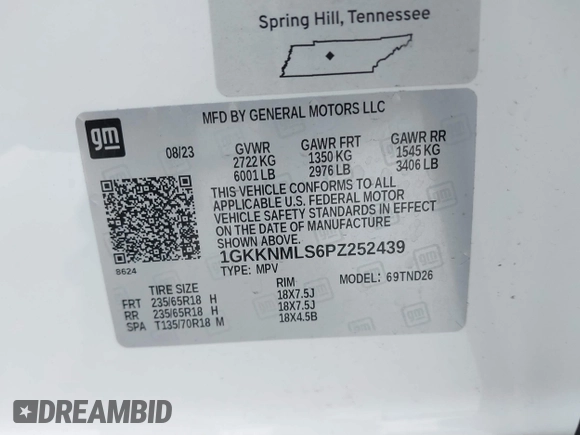 Spring Hill, Tennessee
MFD BY GENERAL MOTORS LLC
gm
08/23 GVWR GAWR FRT GAWR RR
2722 KG 1350 KG 1545 KG
6001 LB 2976 LB 3406 LB
THIS VEHICLE CONFORMS TO ALL
APPLICABLE U.S. FEDERAL MOTOR
VEHICLE SAFETY STANDARDS IN EFFECT
ON THE DATE OF MANUFACTURE
SHOWN ABOVE.
1GKKNMLS6PZ252439
8624
TYPE: MPV MODEL: 69TND26
TIRE SIZE RIM
FRT 235/65R18 H 18X7.5J
RR 235/65R18 H 18X7.5J
SPA T135/70R18 M 18X4.5B
DREAMBID